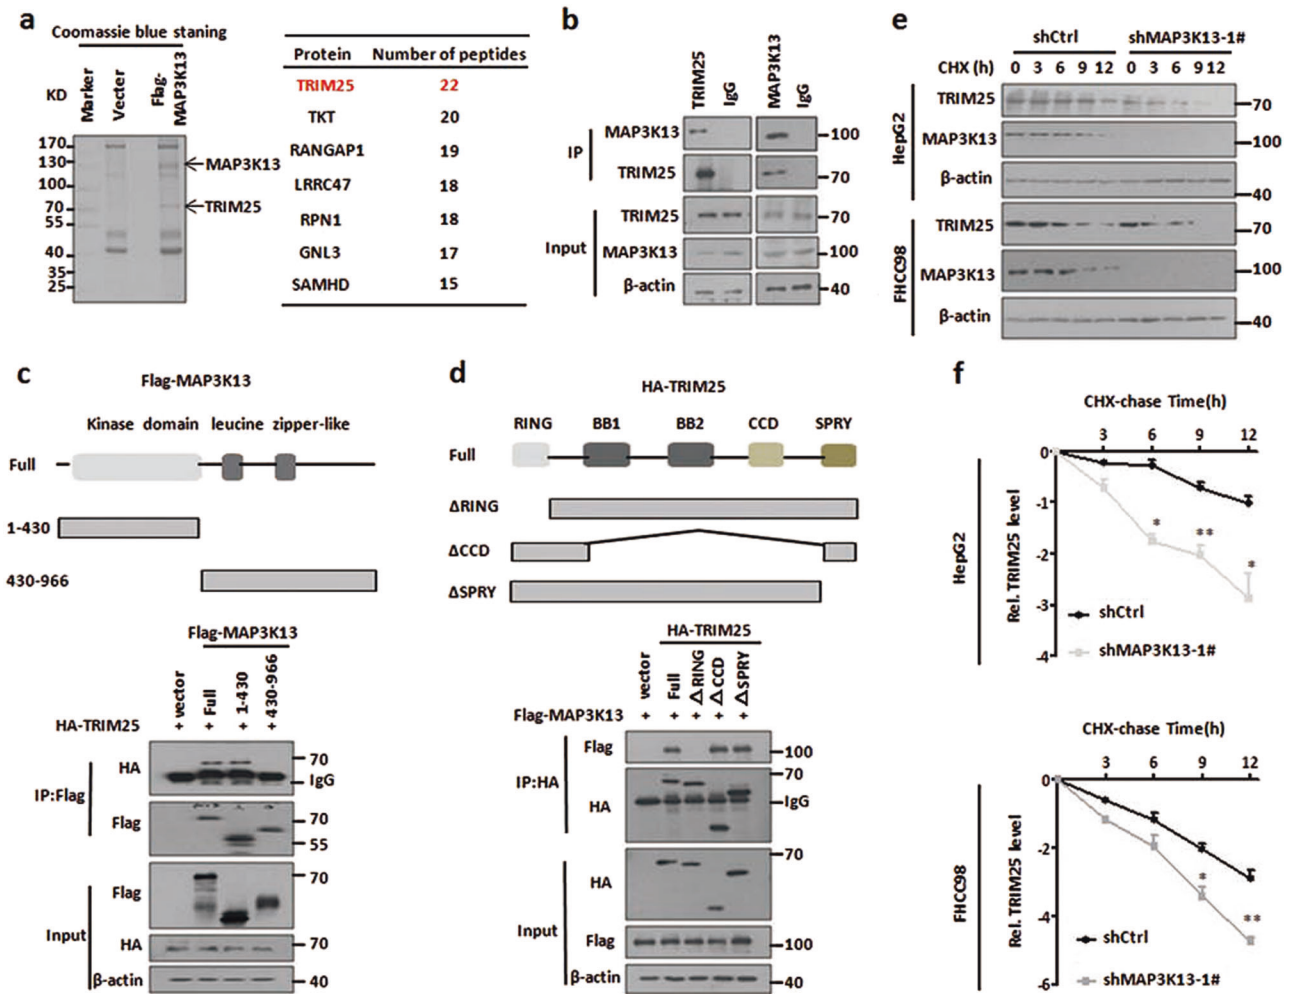 a
Coomassie blue staning
KD
Marker
Vecter
Flag-
MAP3K13
170
130
100
70
55
40
35
25
MAP3K13
TRIM25
Protein Number of peptides
TRIM25 22
TKT 20
RANGAP1 19
LRRC47 18
RPN1 18
GNL3 17
SAMHD 15
b
TRIM25
IgG
MAP3K13
IgG
IP
MAP3K13 100
TRIM25 70
Input
TRIM25 70
MAP3K13 100
β-actin 40
e
shCtrl shMAP3K13-1#
CHX (h) 0 3 6 9 12 0 3 6 9 12
HepG2
TRIM25 70
MAP3K13 100
β-actin 40
FHCC98
TRIM25 70
MAP3K13 100
β-actin 40
c
Flag-MAP3K13
Kinase domain leucine zipper-like
Full
1-430
430-966
Flag-MAP3K13
vector
Full
1-430
430-966
HA-TRIM25 + + + +
IP:Flag
HA 70
IgG
Flag 70
55
Input
Flag 70
HA 70
β-actin 40
d
HA-TRIM25
RING BB1 BB2 CCD SPRY
Full
ΔRING
ΔCCD
ΔSPRY
HA-TRIM25
vector
Full
ΔRING
ΔCCD
ΔSPRY
Flag-MAP3K13 + + + + +
IP:HA
Flag 100
HA 70
IgG
Input
HA 70
Flag 100
β-actin 40
f
CHX-chase Time(h)
3 6 9 12
0
-1
-2
-3
-4
Rel. TRIM25 level
HepG2
* ** *
shCtrl
shMAP3K13-1#
CHX-chase Time(h)
3 6 9 12
0
-2
-4
-6
Rel. TRIM25 level
FHCC98
* **
shCtrl
shMAP3K13-1#